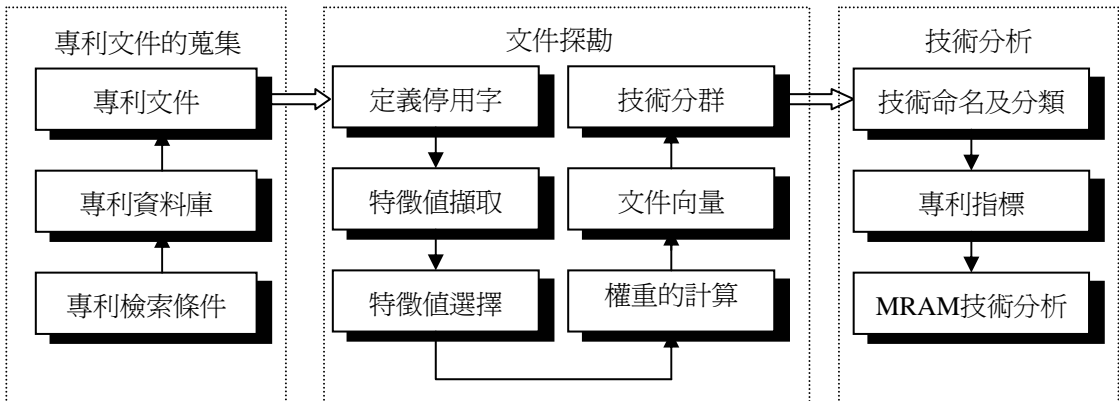 專利文件的蒐集
專利文件
專利資料庫
專利檢索條件
文件探勘
定義停用字
特徵值擷取
特徵值選擇
技術分群
文件向量
權重的計算
技術分析
技術命名及分類
專利指標
MRAM技術分析